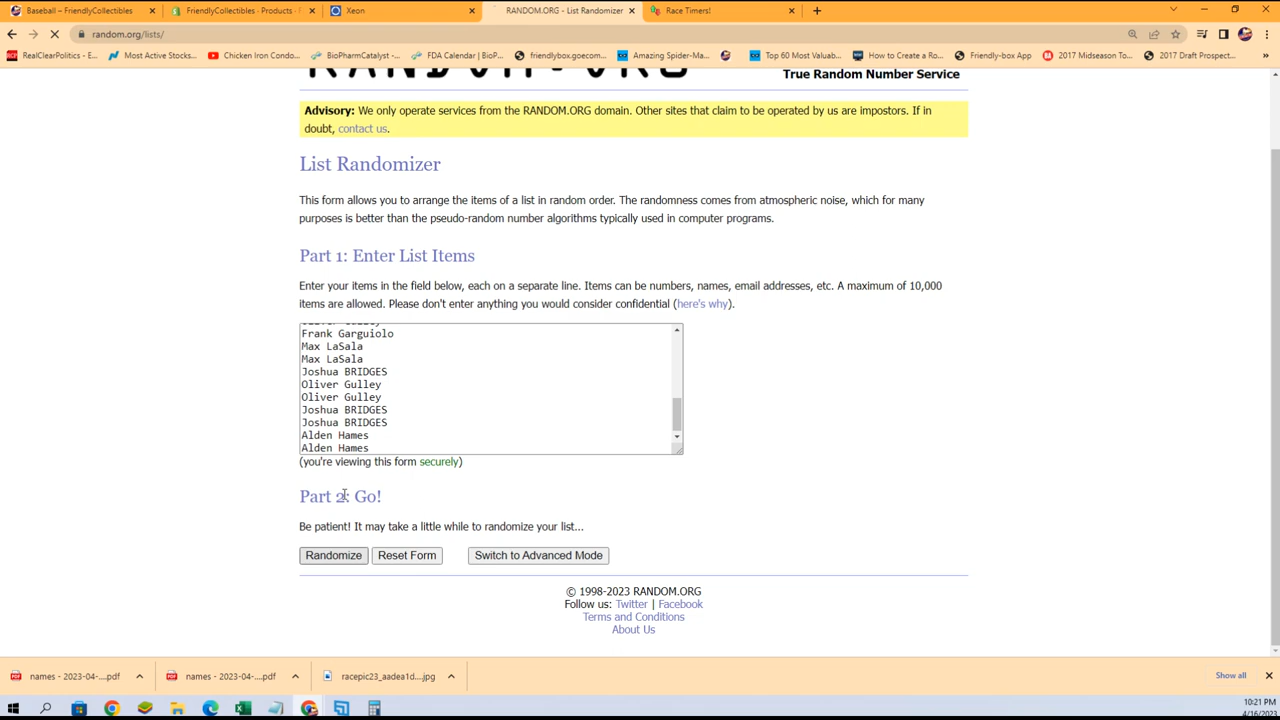 Baseball – FriendlyCollectibles
FriendlyCollectibles · Products ·
Xeon
RANDOM.ORG - List Randomizer
Race Timers!
random.org/lists/
RealClearPolitics - E...
Most Active Stocks...
Chicken Iron Condo...
BioPharmCatalyst -...
FDA Calendar | BioP...
friendlybox.goecom...
Amazing Spider-Ma...
Top 60 Most Valuab...
How to Create a Ro...
Friendly-box App
2017 Midseason To...
2017 Draft Prospect...
RANDOM.ORG
True Random Number Service
Advisory: We only operate services from the RANDOM.ORG domain. Other sites that claim to be operated by us are impostors. If in
doubt, contact us.
List Randomizer
This form allows you to arrange the items of a list in random order. The randomness comes from atmospheric noise, which for many
purposes is better than the pseudo-random number algorithms typically used in computer programs.
Part 1: Enter List Items
Enter your items in the field below, each on a separate line. Items can be numbers, names, email addresses, etc. A maximum of 10,000
items are allowed. Please don't enter anything you would consider confidential (here's why).
Oliver Gulley
Frank Garguiolo
Max LaSala
Max LaSala
Joshua BRIDGES
Oliver Gulley
Oliver Gulley
Joshua BRIDGES
Joshua BRIDGES
Alden Hames
Alden Hames
(you're viewing this form securely)
Part 2: Go!
Be patient! It may take a little while to randomize your list...
Randomize
Reset Form
Switch to Advanced Mode
© 1998-2023 RANDOM.ORG
Follow us: Twitter | Facebook
Terms and Conditions
About Us
names - 2023-04-....pdf
names - 2023-04-....pdf
racepic23_aadea1d....jpg
Show all
10:21 PM
4/16/2023